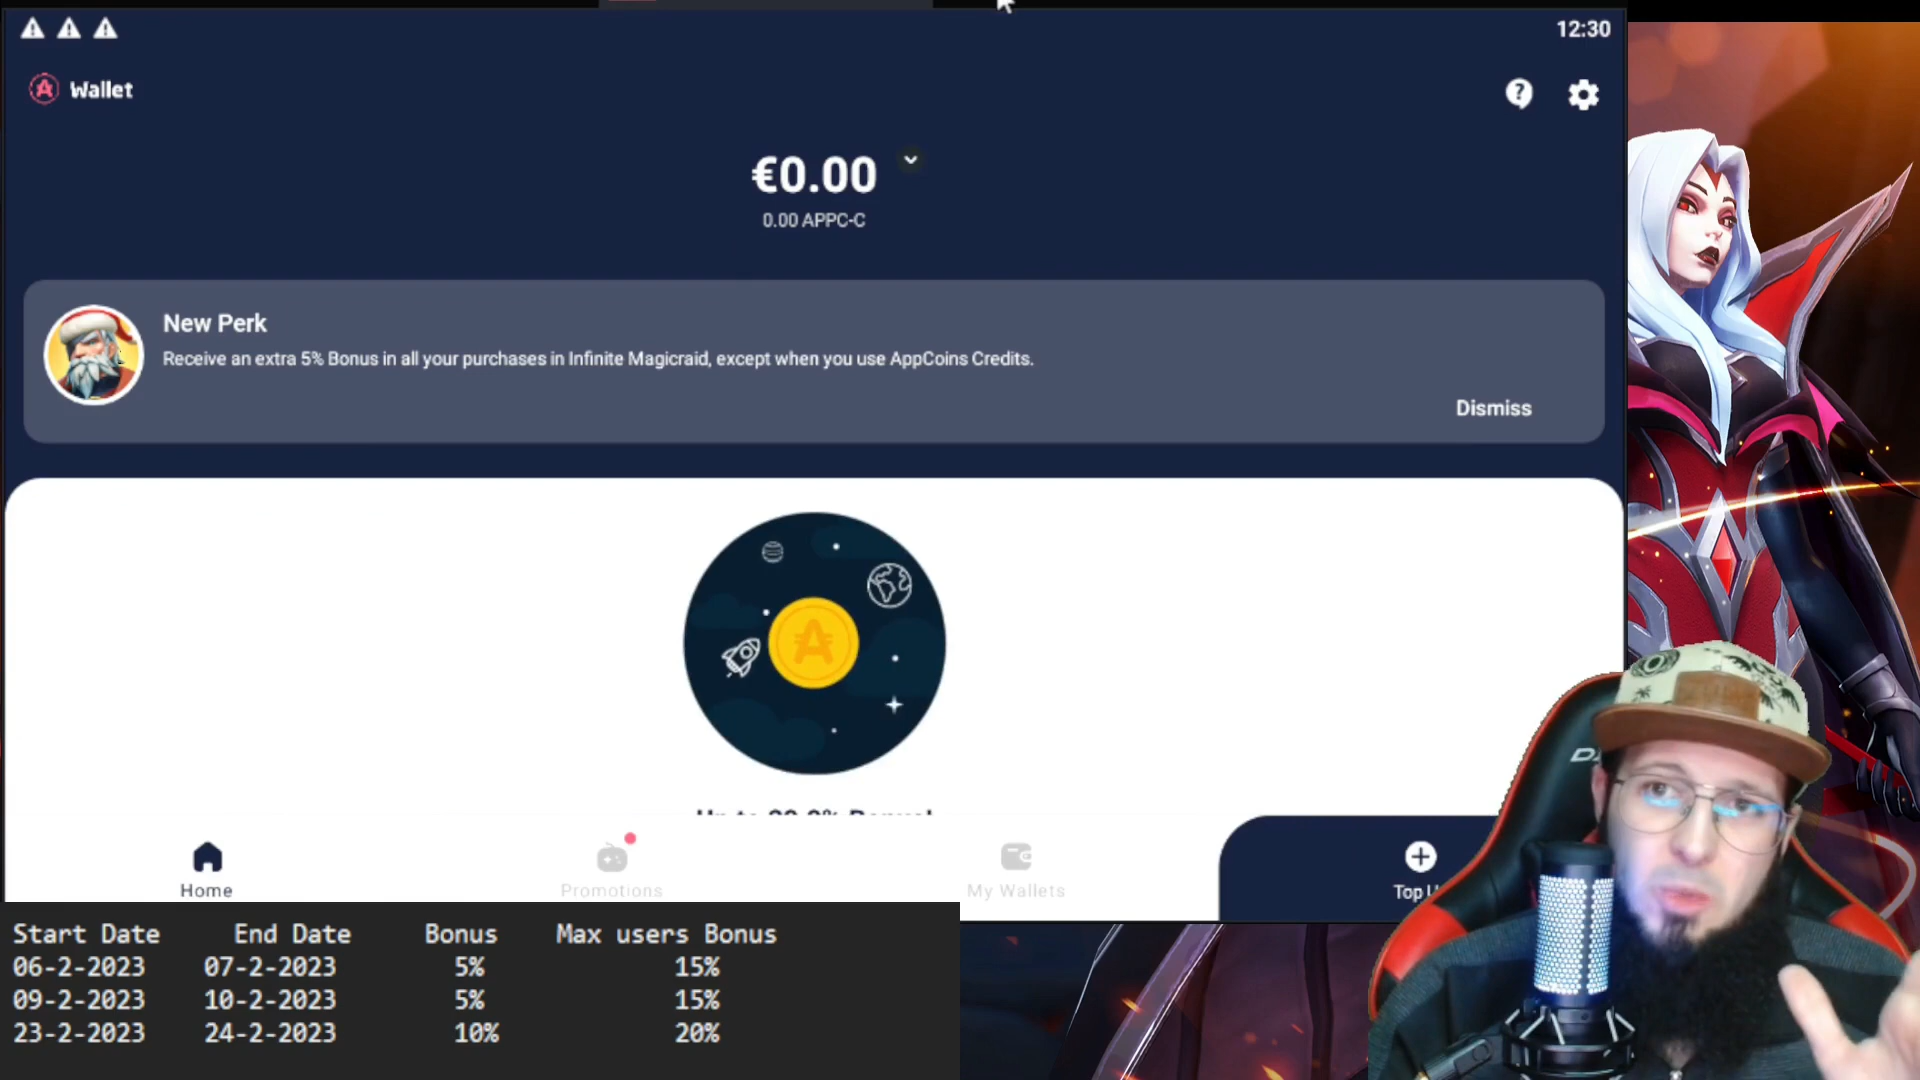 12:30
Wallet
€0.00
0.00 APPC-C
New Perk
Receive an extra 5% Bonus in all your purchases in Infinite Magicraid, except when you use AppCoins Credits.
Dismiss
Home
Promotions
My Wallets
Top
Start Date End Date Bonus Max users Bonus
06-2-2023 07-2-2023 5% 15%
09-2-2023 10-2-2023 5% 15%
23-2-2023 24-2-2023 10% 20%